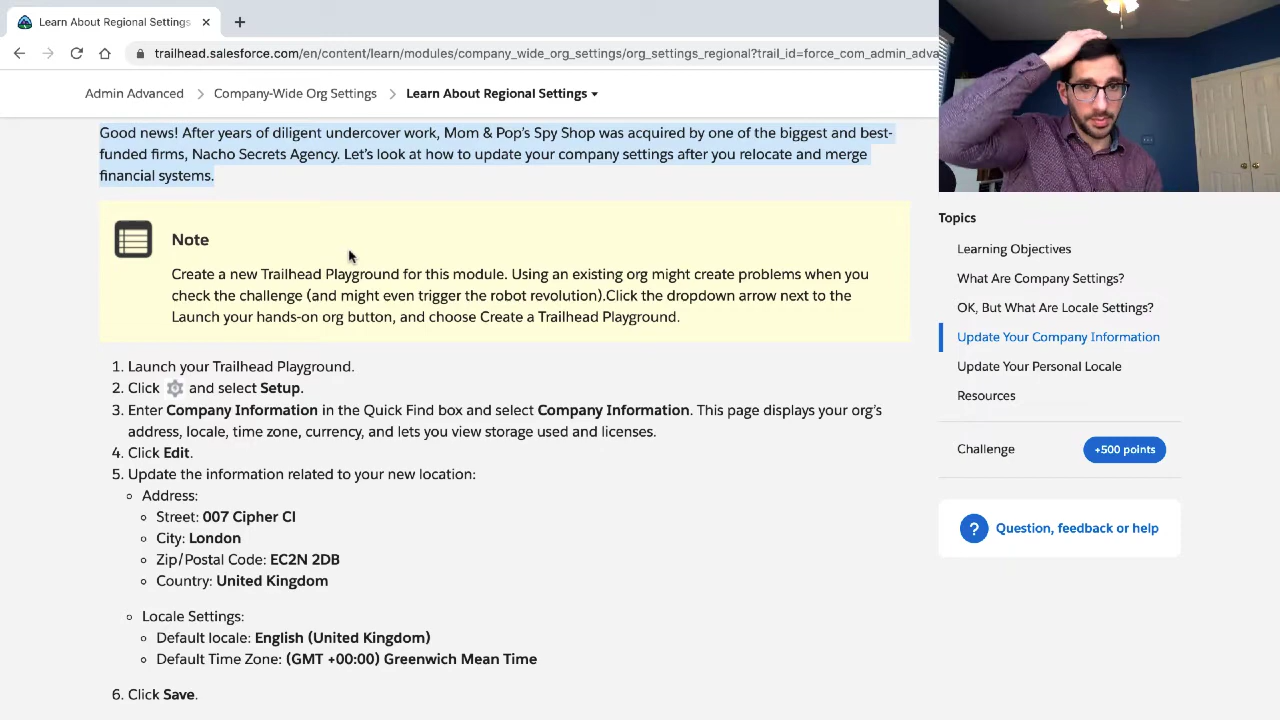 Learn About Regional Settings
trailhead.salesforce.com/en/content/learn/modules/company_wide_org_settings/org_settings_regional?trail_id=force_com_admin_adva
Admin Advanced > Company-Wide Org Settings > Learn About Regional Settings
Good news! After years of diligent undercover work, Mom & Pop's Spy Shop was acquired by one of the biggest and best-
funded firms, Nacho Secrets Agency. Let's look at how to update your company settings after you relocate and merge
financial systems.
Note
Create a new Trailhead Playground for this module. Using an existing org might create problems when you
check the challenge (and might even trigger the robot revolution).Click the dropdown arrow next to the
Launch your hands-on org button, and choose Create a Trailhead Playground.
1. Launch your Trailhead Playground.
2. Click and select Setup.
3. Enter Company Information in the Quick Find box and select Company Information. This page displays your org's
address, locale, time zone, currency, and lets you view storage used and licenses.
4. Click Edit.
5. Update the information related to your new location:
Address:
Street: 007 Cipher Cl
City: London
Zip/Postal Code: EC2N 2DB
Country: United Kingdom
Locale Settings:
Default locale: English (United Kingdom)
Default Time Zone: (GMT +00:00) Greenwich Mean Time
6. Click Save.
Topics
Learning Objectives
What Are Company Settings?
OK, But What Are Locale Settings?
Update Your Company Information
Update Your Personal Locale
Resources
Challenge +500 points
? Question, feedback or help